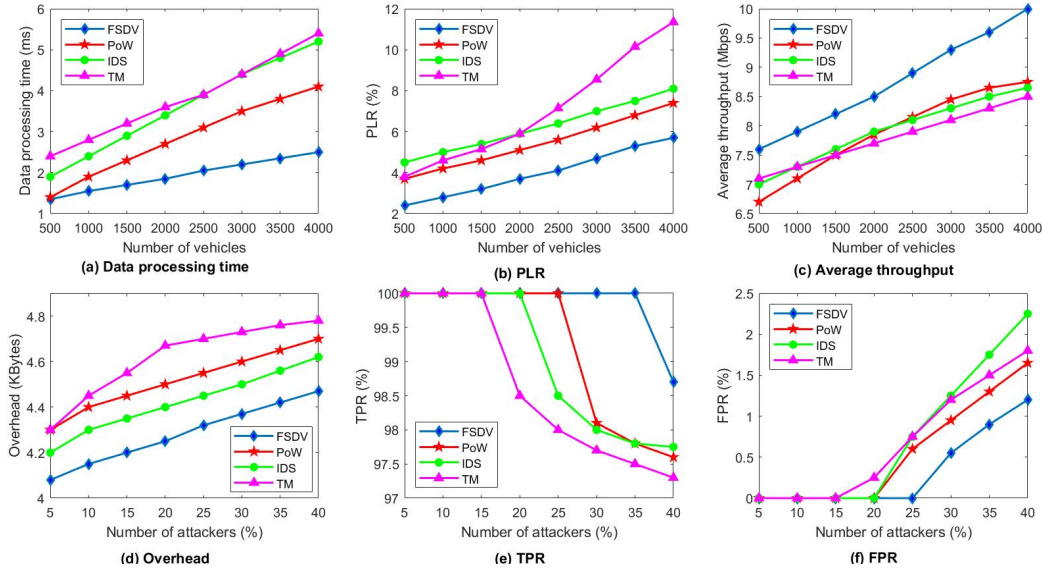 Data processing time (ms)
6
5
4
3
2
1
500 1000 1500 2000 2500 3000 3500 4000
FSDV
PoW
IDS
TM
Number of vehicles
(a) Data processing time
PLR (%)
12
10
8
6
4
2
500 1000 1500 2000 2500 3000 3500 4000
FSDV
PoW
IDS
TM
Number of vehicles
(b) PLR
Average throughput (Mbps)
10
9.5
9
8.5
8
7.5
7
6.5
500 1000 1500 2000 2500 3000 3500 4000
FSDV
PoW
IDS
TM
Number of vehicles
(c) Average throughput
Overhead (KBytes)
4.8
4.6
4.4
4.2
4
5 10 15 20 25 30 35 40
FSDV
PoW
IDS
TM
Number of attackers (%)
(d) Overhead
TPR (%)
100
99.5
99
98.5
98
97.5
97
5 10 15 20 25 30 35 40
FSDV
PoW
IDS
TM
Number of attackers (%)
(e) TPR
FPR (%)
2.5
2
1.5
1
0.5
0
5 10 15 20 25 30 35 40
FSDV
PoW
IDS
TM
Number of attackers (%)
(f) FPR